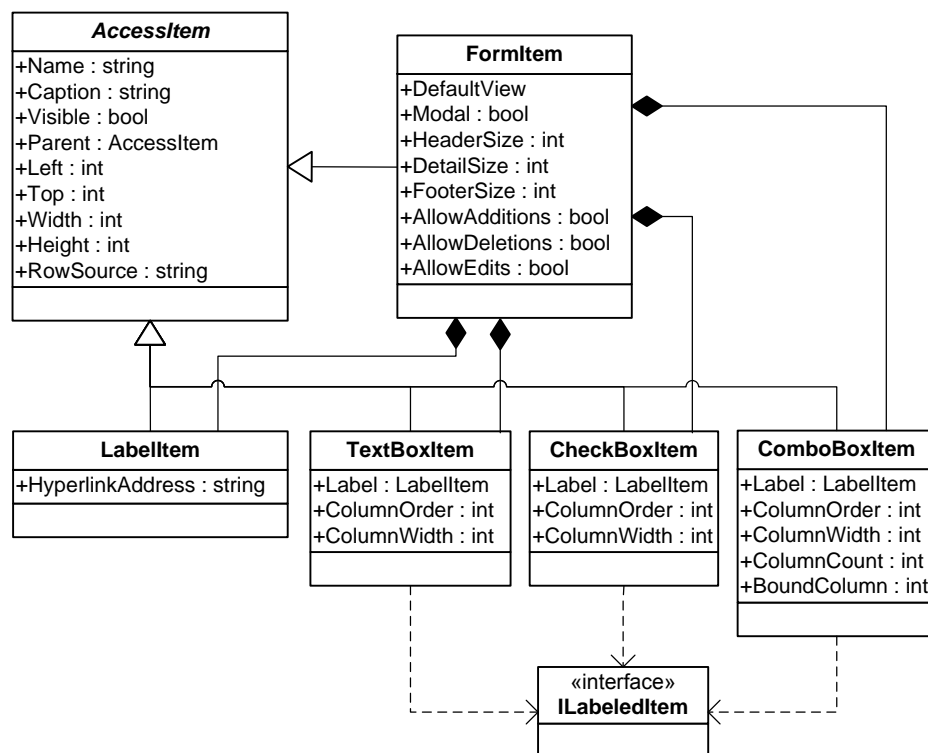 AccessItem
+Name : string
+Caption : string
+Visible : bool
+Parent : AccessItem
+Left : int
+Top : int
+Width : int
+Height : int
+RowSource : string
FormItem
+DefaultView
+Modal : bool
+HeaderSize : int
+DetailSize : int
+FooterSize : int
+AllowAdditions : bool
+AllowDeletions : bool
+AllowEdits : bool
LabelItem
+HyperlinkAddress : string
TextBoxItem
+Label : LabelItem
+ColumnOrder : int
+ColumnWidth : int
CheckBoxItem
+Label : LabelItem
+ColumnOrder : int
+ColumnWidth : int
ComboBoxItem
+Label : LabelItem
+ColumnOrder : int
+ColumnWidth : int
+ColumnCount : int
+BoundColumn : int
«interface»
ILabeledItem